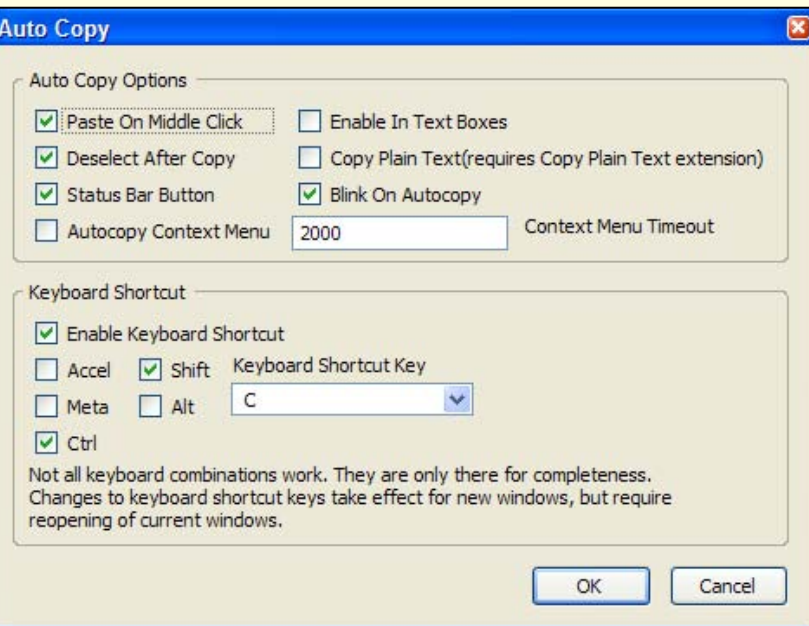 Auto Copy
Auto Copy Options
Paste On Middle Click
Enable In Text Boxes
Deselect After Copy
Copy Plain Text(requires Copy Plain Text extension)
Status Bar Button
Blink On Autocopy
Autocopy Context Menu
2000
Context Menu Timeout
Keyboard Shortcut
Enable Keyboard Shortcut
Accel
Shift
Keyboard Shortcut Key
Meta
Alt
C
Ctrl
Not all keyboard combinations work. They are only there for completeness.
Changes to keyboard shortcut keys take effect for new windows, but require
reopening of current windows.
OK
Cancel